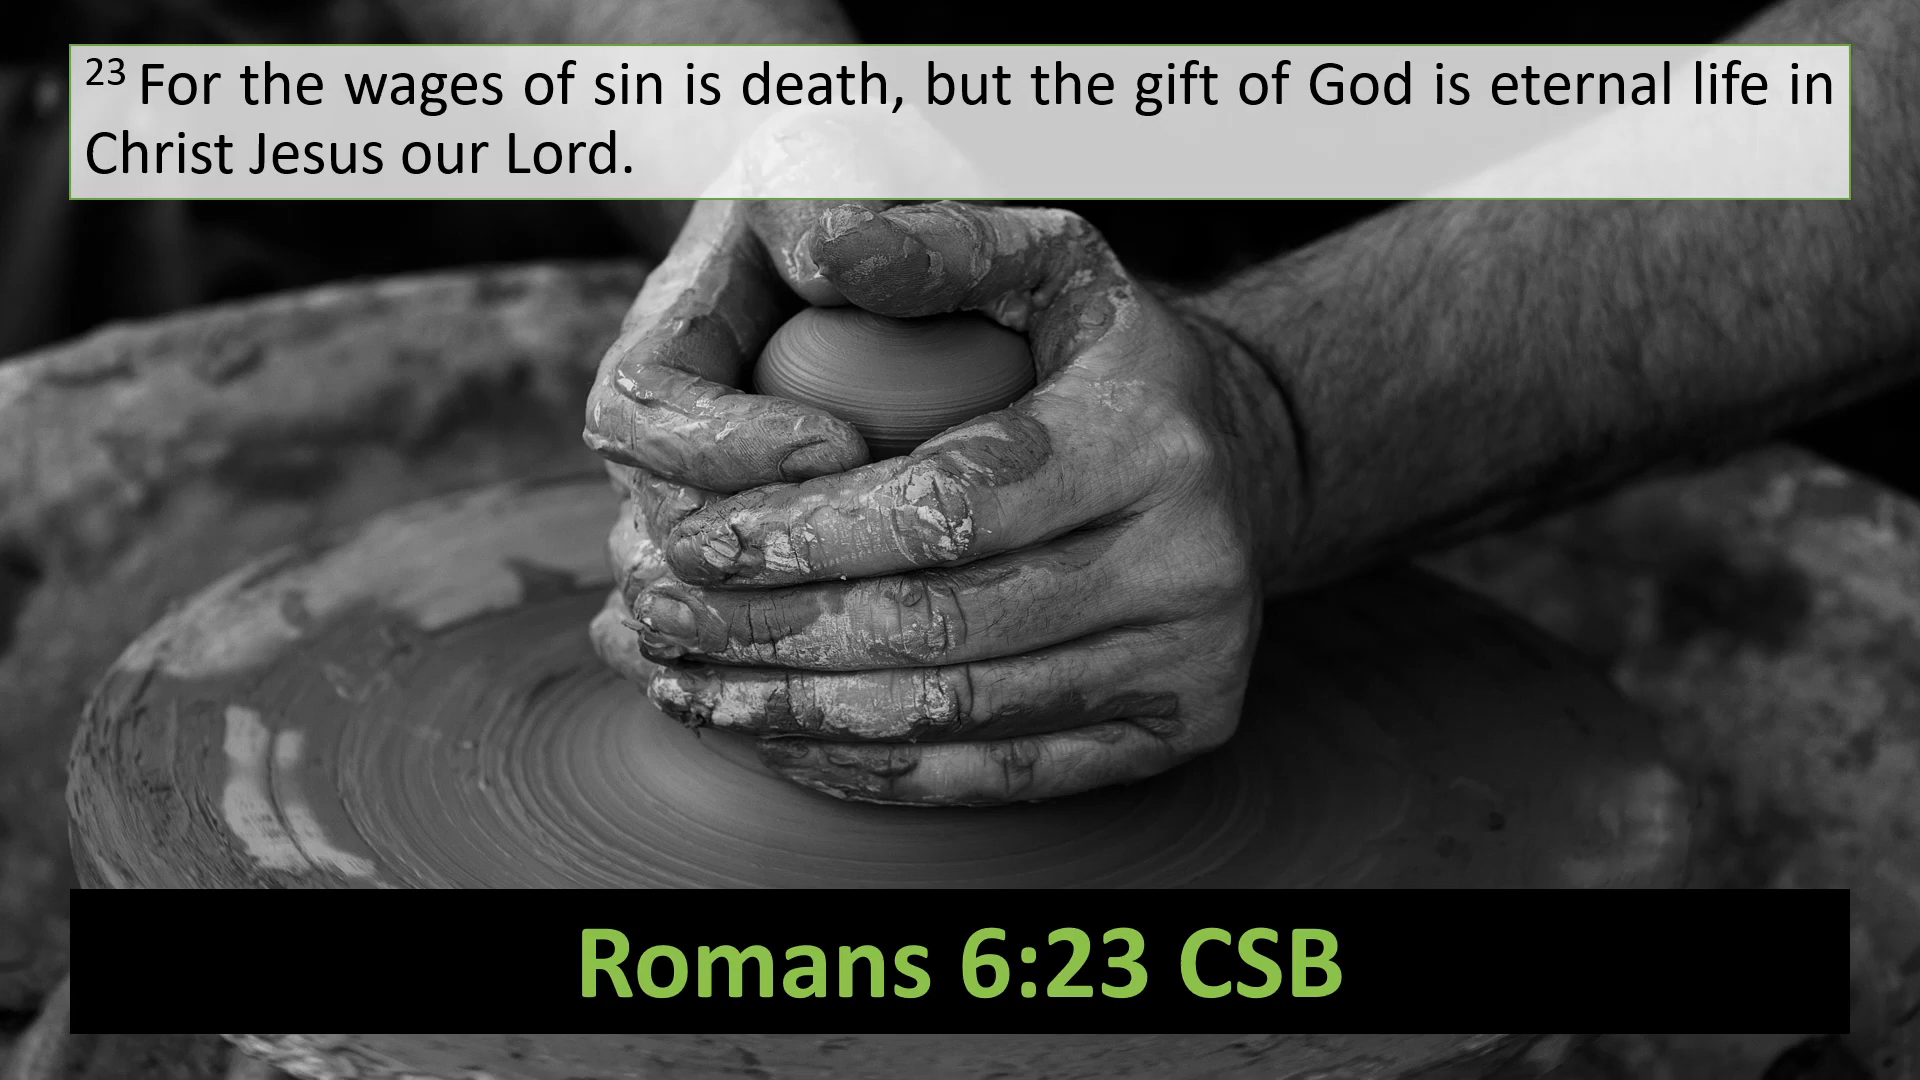 23 For the wages of sin is death, but the gift of God is eternal life in
Christ Jesus our Lord.
Romans 6:23 CSB